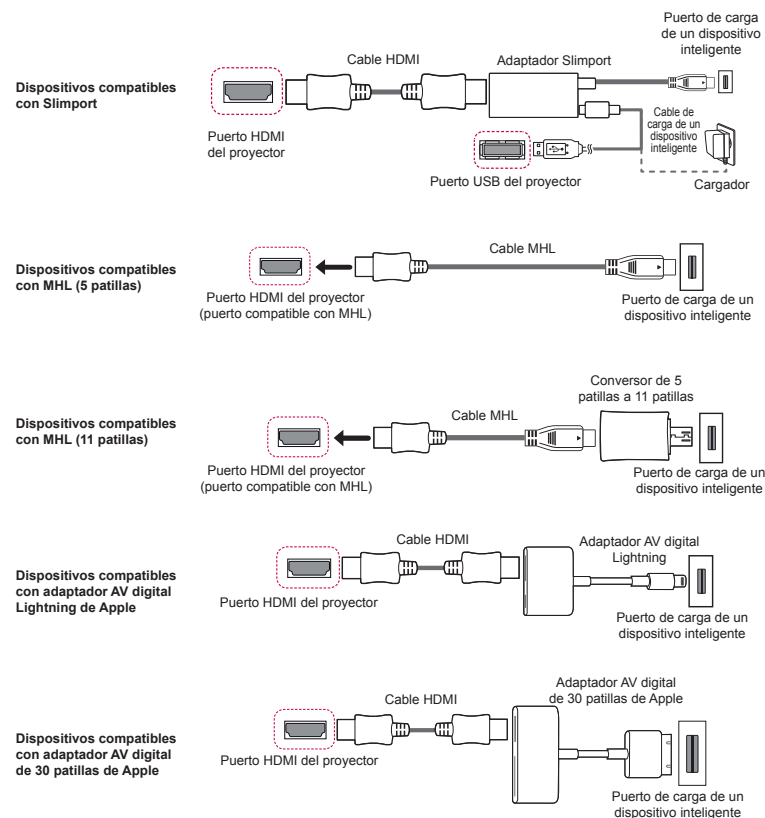 Puerto de carga
de un dispositivo
inteligente
Cable HDMI
Adaptador Slimport
Dispositivos compatibles
con Slimport
Cable de
carga de un
dispositivo
inteligente
Puerto HDMI
del proyector
Puerto USB del proyector
Cargador
Cable MHL
Dispositivos compatibles
con MHL (5 patillas)
Puerto HDMI del proyector
(puerto compatible con MHL)
Puerto de carga de un
dispositivo inteligente
Conversor de 5
patillas a 11 patillas
Cable MHL
Dispositivos compatibles
con MHL (11 patillas)
Puerto HDMI del proyector
(puerto compatible con MHL)
Puerto de carga de un
dispositivo inteligente
Cable HDMI
Adaptador AV digital
Lightning
Dispositivos compatibles
con adaptador AV digital
Lightning de Apple
Puerto HDMI del proyector
Puerto de carga de un
dispositivo inteligente
Adaptador AV digital
de 30 patillas de Apple
Cable HDMI
Dispositivos compatibles
con adaptador AV digital
de 30 patillas de Apple
Puerto HDMI del proyector
Puerto de carga de un
dispositivo inteligente